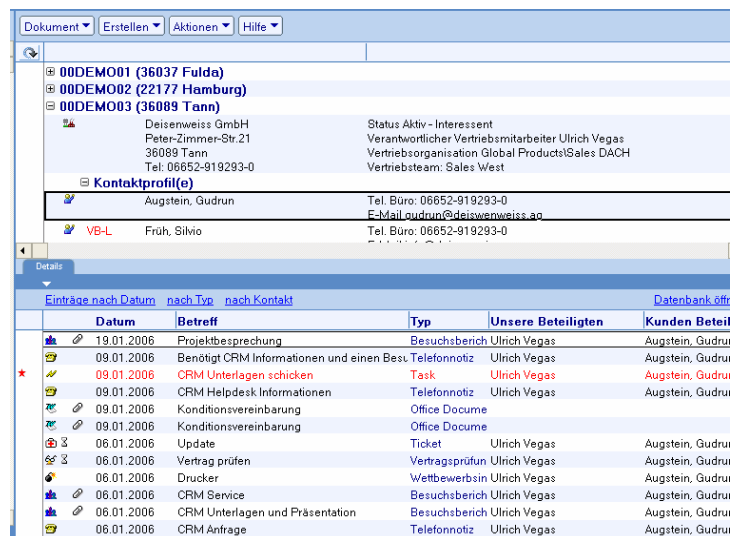 Dokument Erstellen Aktionen Hilfe
00DEMO01 (36037 Fulda)
00DEMO02 (22177 Hamburg)
00DEMO03 (36089 Tann)
Deisenweiss GmbH Status Aktiv - Interessent
Peter-Zimmer-Str.21 Verantwortlicher Vertriebsmitarbeiter Ulrich Vegas
36089 Tann Vertriebsorganisation Global Products\Sales DACH
Tel: 06652-919293-0 Vertriebsteam: Sales West
Kontaktprofil(e)
Augstein, Gudrun Tel. Büro: 06652-919293-0
E-Mail gudrun@deiswenweiss.ag
VB-L Früh, Silvio Tel. Büro: 06652-919293-0
Details
Einträge nach Datum nach Typ nach Kontakt Datenbank öffn
Datum Betreff Typ Unsere Beteiligten Kunden Beteil
19.01.2006 Projektbesprechung Besuchsberich Ulrich Vegas Augstein, Gudrun
09.01.2006 Benötigt CRM Informationen und einen Besu Telefonnotiz Ulrich Vegas Augstein, Gudrun
09.01.2006 CRM Unterlagen schicken Task Ulrich Vegas Augstein, Gudrun
09.01.2006 CRM Helpdesk Informationen Telefonnotiz Ulrich Vegas Augstein, Gudrun
09.01.2006 Konditionsvereinbarung Office Docume
09.01.2006 Konditionsvereinbarung Office Docume
06.01.2006 Update Ticket Ulrich Vegas Augstein, Gudrun
06.01.2006 Vertrag prüfen Vertragsprüfun Ulrich Vegas Augstein, Gudrun
06.01.2006 Drucker Wettbewerbsin Ulrich Vegas Augstein, Gudrun
06.01.2006 CRM Service Besuchsberich Ulrich Vegas Augstein, Gudrun
06.01.2006 CRM Unterlagen und Präsentation Besuchsberich Ulrich Vegas Augstein, Gudrun
06.01.2006 CRM Anfrage Telefonnotiz Ulrich Vegas Augstein, Gudrun